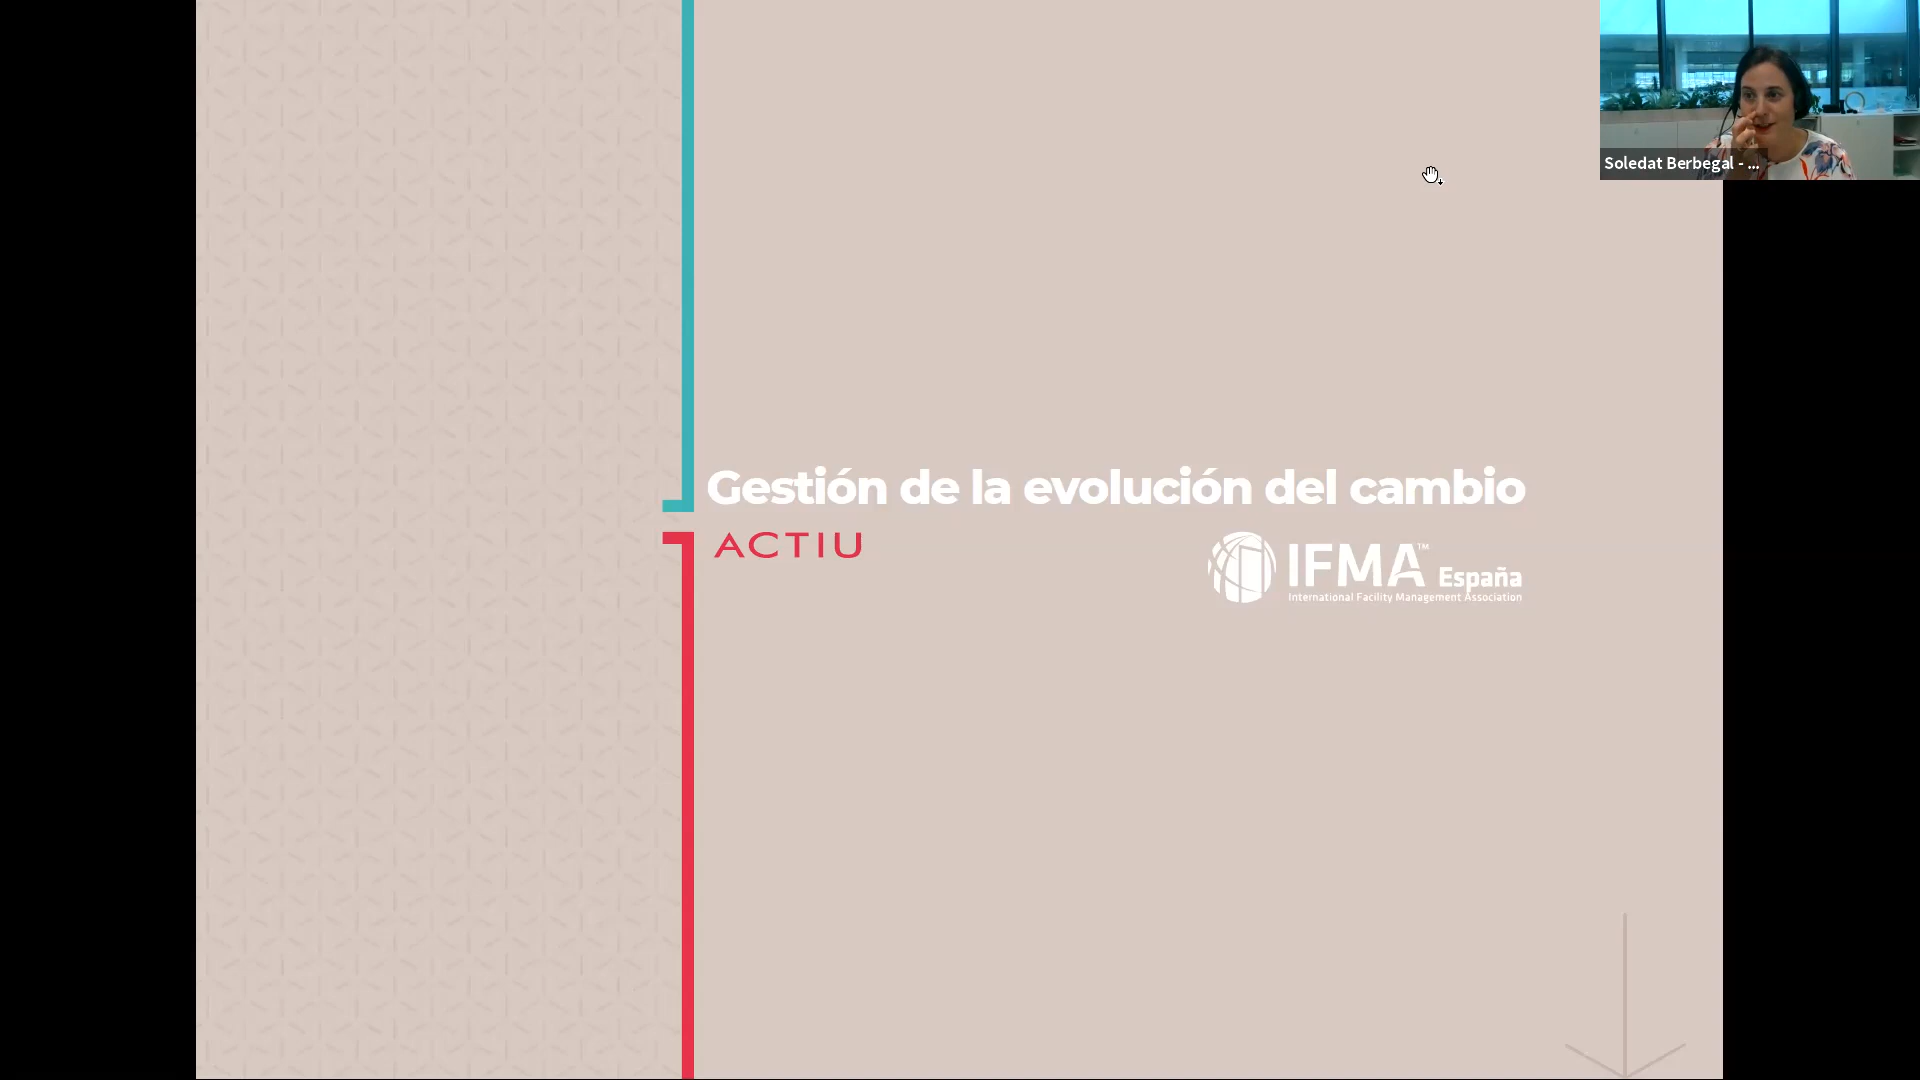 Soledat Berbegal - ...
Gestión de la evolución del cambio
ACTIU
IFMA™ España
International Facility Management Association